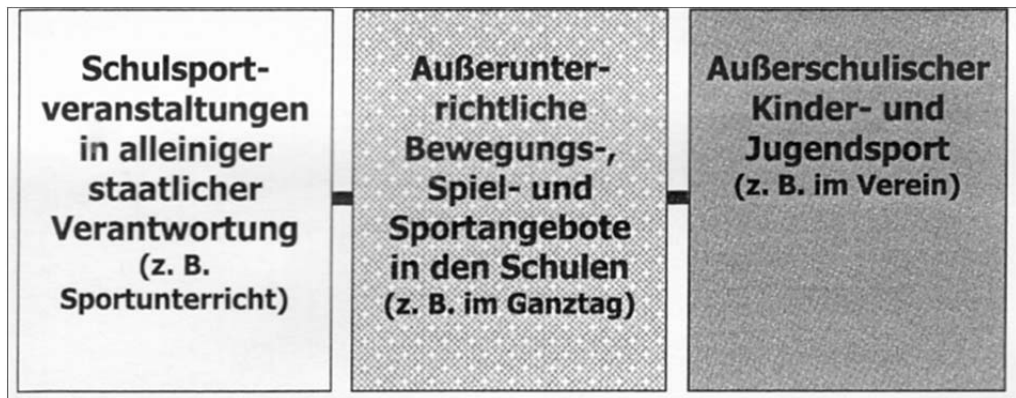 Schulsport-
veranstaltungen
in alleiniger
staatlicher
Verantwortung
(z. B.
Sportunterricht)
Außerunter-
richtliche
Bewegungs-,
Spiel- und
Sportangebote
in den Schulen
(z. B. im Ganztag)
Außerschulischer
Kinder- und
Jugendsport
(z. B. im Verein)